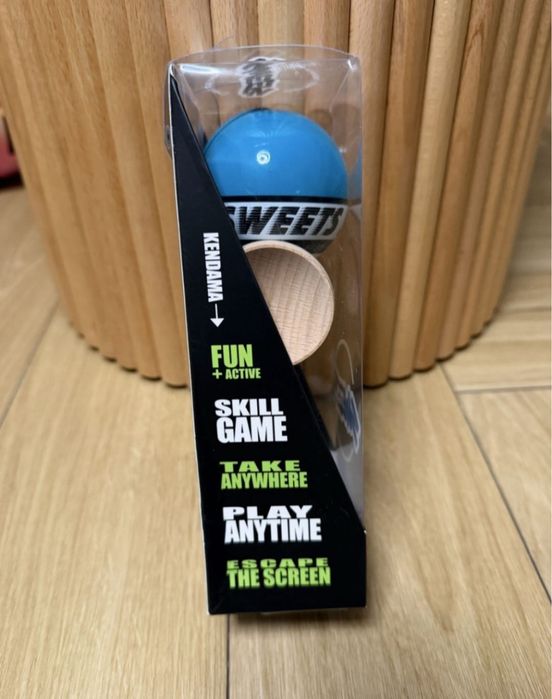 SWEETS
KENDAMA
FUN
+ ACTIVE
SKILL
GAME
TAKE
ANYWHERE
PLAY
ANYTIME
ESCAPE
THE SCREEN